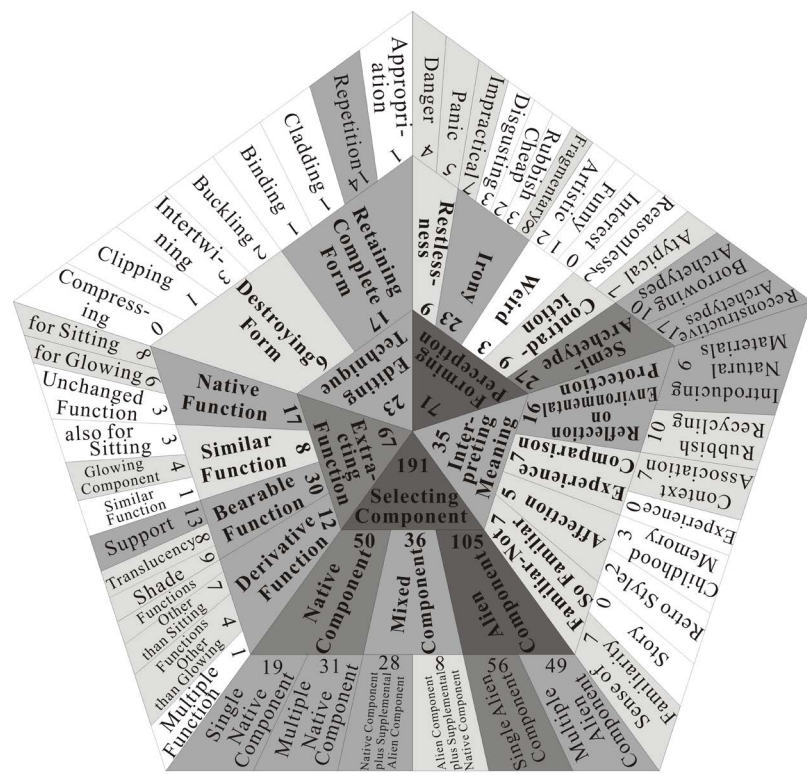 191
Selecting
Component
50
Native
Component
36
Mixed
Component
105
Alien
Component
19
Single
Native
Component
31
Multiple
Native
Component
28
Native Component
plus Supplemental
Alien Component
8
Alien Component
plus Supplemental
Native Component
56
Single Alien
Component
49
Multiple
Alien
Component
Extra-
cting
Function
67
Native
Function
17
Similar
Function
8
Bearable
Function
30
Derivative
Function
12
for Sitting
8
for Glowing
6
Unchanged
Function
3
also for
Sitting
3
Glowing
Component
4
Similar
Function
1
Support
13
Translucency
8
Shade
9
Functions
Other
than Sitting
7
Functions
Other
than Glowing
4
Multiple
Function
1
Editing
Technique
23
Destroying
Form
6
Retaining
Complete
Form
17
Compress-
ing
0
Clipping
1
Intertwi-
ning
3
Buckling
2
Binding
1
Cladding
1
Repetition
14
Appropri-
ation
1
Forming
Perception
71
Restless-
ness
9
Irony
23
Weird
3
Contrad-
iction
9
Semi-
Archetype
27
Danger
4
Panic
5
Impractical
7
Disgusting
3
Cheap
Rubbish
3
2
Fragmentary
8
Artistic
2
Funny
1
Interest
0
Reasonless
2
Atypical
7
Borrowing
Archetypes
10
Reconstructive
Archetypes
17
Inter-
preting
Meaning
35
Reflection
on
Environmental
Protection
19
Experience
Comparison
7
Affection
5
Familiar-Not
So Familiar
7
Introducing
Natural
Materials
9
Rubbish
Recycling
10
Context
Association
7
Experience
0
Childhood
Memory
3
Retro Style
2
Story
0
Sense of
Familiarity
7